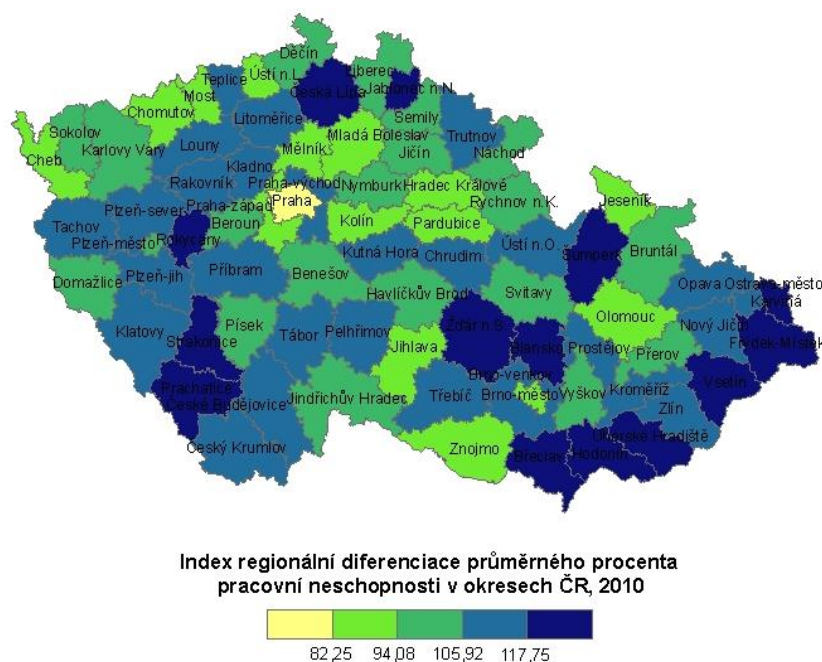 Děčín
Liberec
Teplice
Ústí n.L.
Česká Lípa
Jablonec n.N.
Most
Chomutov
Litoměřice
Semily
Trutnov
Sokolov
Karlovy Vary
Louny
Mělník
Mladá Boleslav
Jičín
Náchod
Cheb
Kladno
Rakovník
Praha-východ
Nymburk
Hradec Králové
Rychnov n.K.
Jeseník
Plzeň-sever
Praha-západ
Praha
Tachov
Beroun
Kolín
Pardubice
Plzeň-město
Rokycany
Kutná Hora
Chrudim
Ústí n.O.
Šumperk
Bruntál
Domažlice
Plzeň-jih
Příbram
Benešov
Opava
Ostrava-město
Karviná
Havlíčkův Brod
Svitavy
Olomouc
Nový Jičín
Frýdek-Místek
Klatovy
Strakonice
Písek
Tábor
Pelhřimov
Žďár n.S.
Blansko
Prostějov
Přerov
Jihlava
Vsetín
Prachatice
České Budějovice
Jindřichův Hradec
Třebíč
Brno-venkov
Brno-město
Vyškov
Kroměříž
Zlín
Český Krumlov
Znojmo
Břeclav
Hodonín
Uherské Hradiště
Index regionální diferenciace průměrného procenta
pracovní neschopnosti v okresech ČR, 2010
82,25 94,08 105,92 117,75